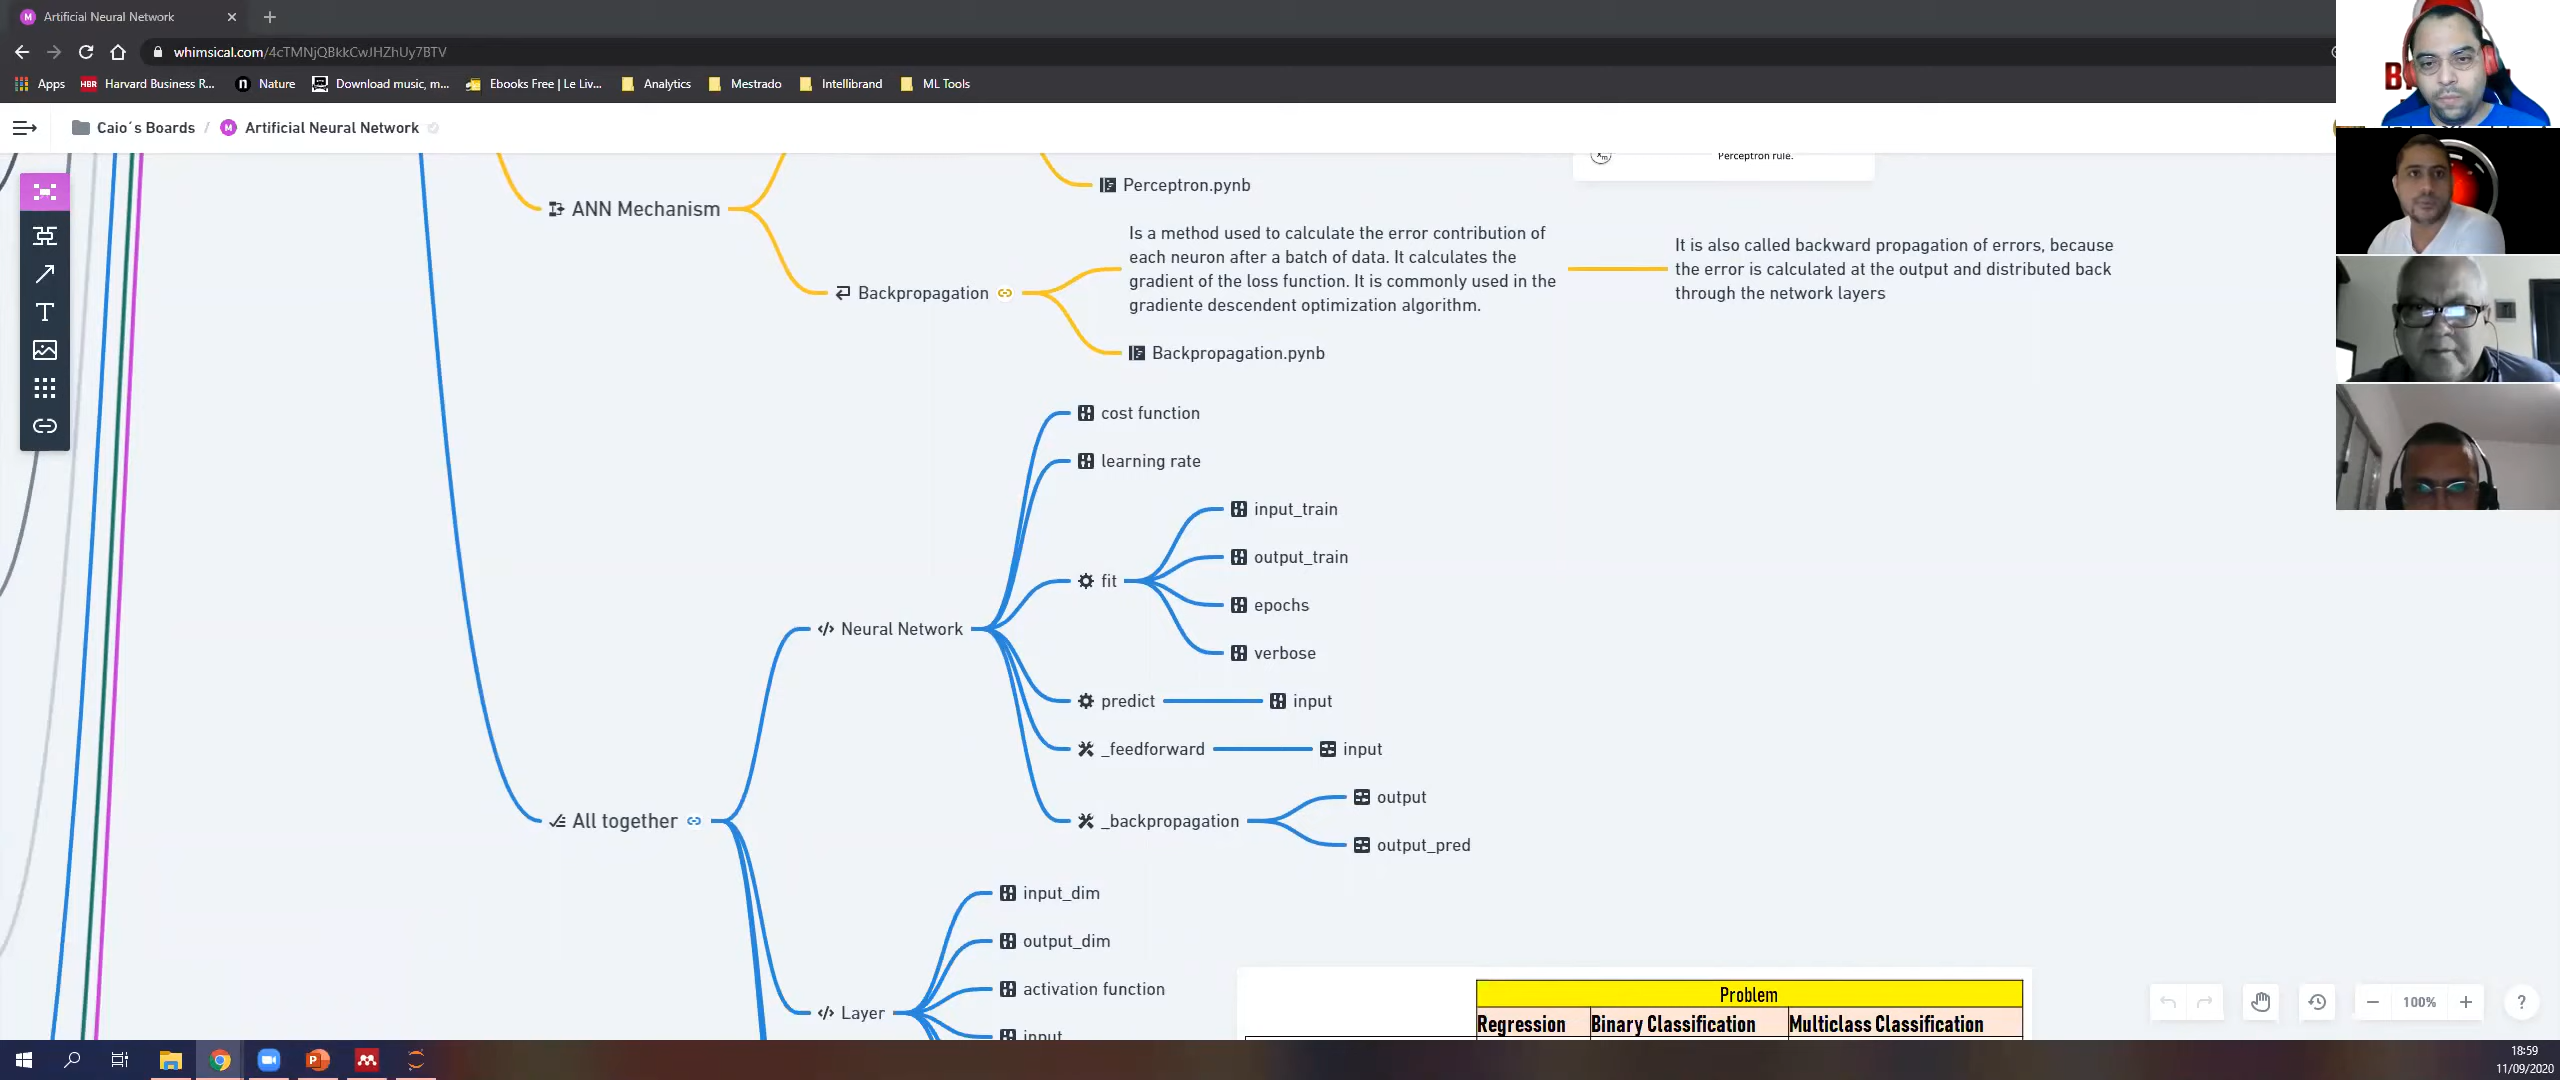 Artificial Neural Network
whimsical.com/4cTMNjQBkkCwJHZhUy7BTV
Apps
HBR Harvard Business R...
n Nature
Download music, m...
Ebooks Free | Le Liv...
Analytics
Mestrado
Intellibrand
ML Tools
Caio´s Boards / M Artificial Neural Network
Perceptron rule.
Perceptron.pynb
ANN Mechanism
Is a method used to calculate the error contribution of
each neuron after a batch of data. It calculates the
gradient of the loss function. It is commonly used in the
gradiente descendent optimization algorithm.
It is also called backward propagation of errors, because
the error is calculated at the output and distributed back
through the network layers
Backpropagation
Backpropagation.pynb
cost function
learning rate
input_train
output_train
fit
epochs
verbose
Neural Network
predict
input
_feedforward
input
output
_backpropagation
output_pred
All together
input_dim
output_dim
activation function
Layer
input
Problem
Regression
Binary Classification
Multiclass Classification
100%
?
18:59
11/09/2020